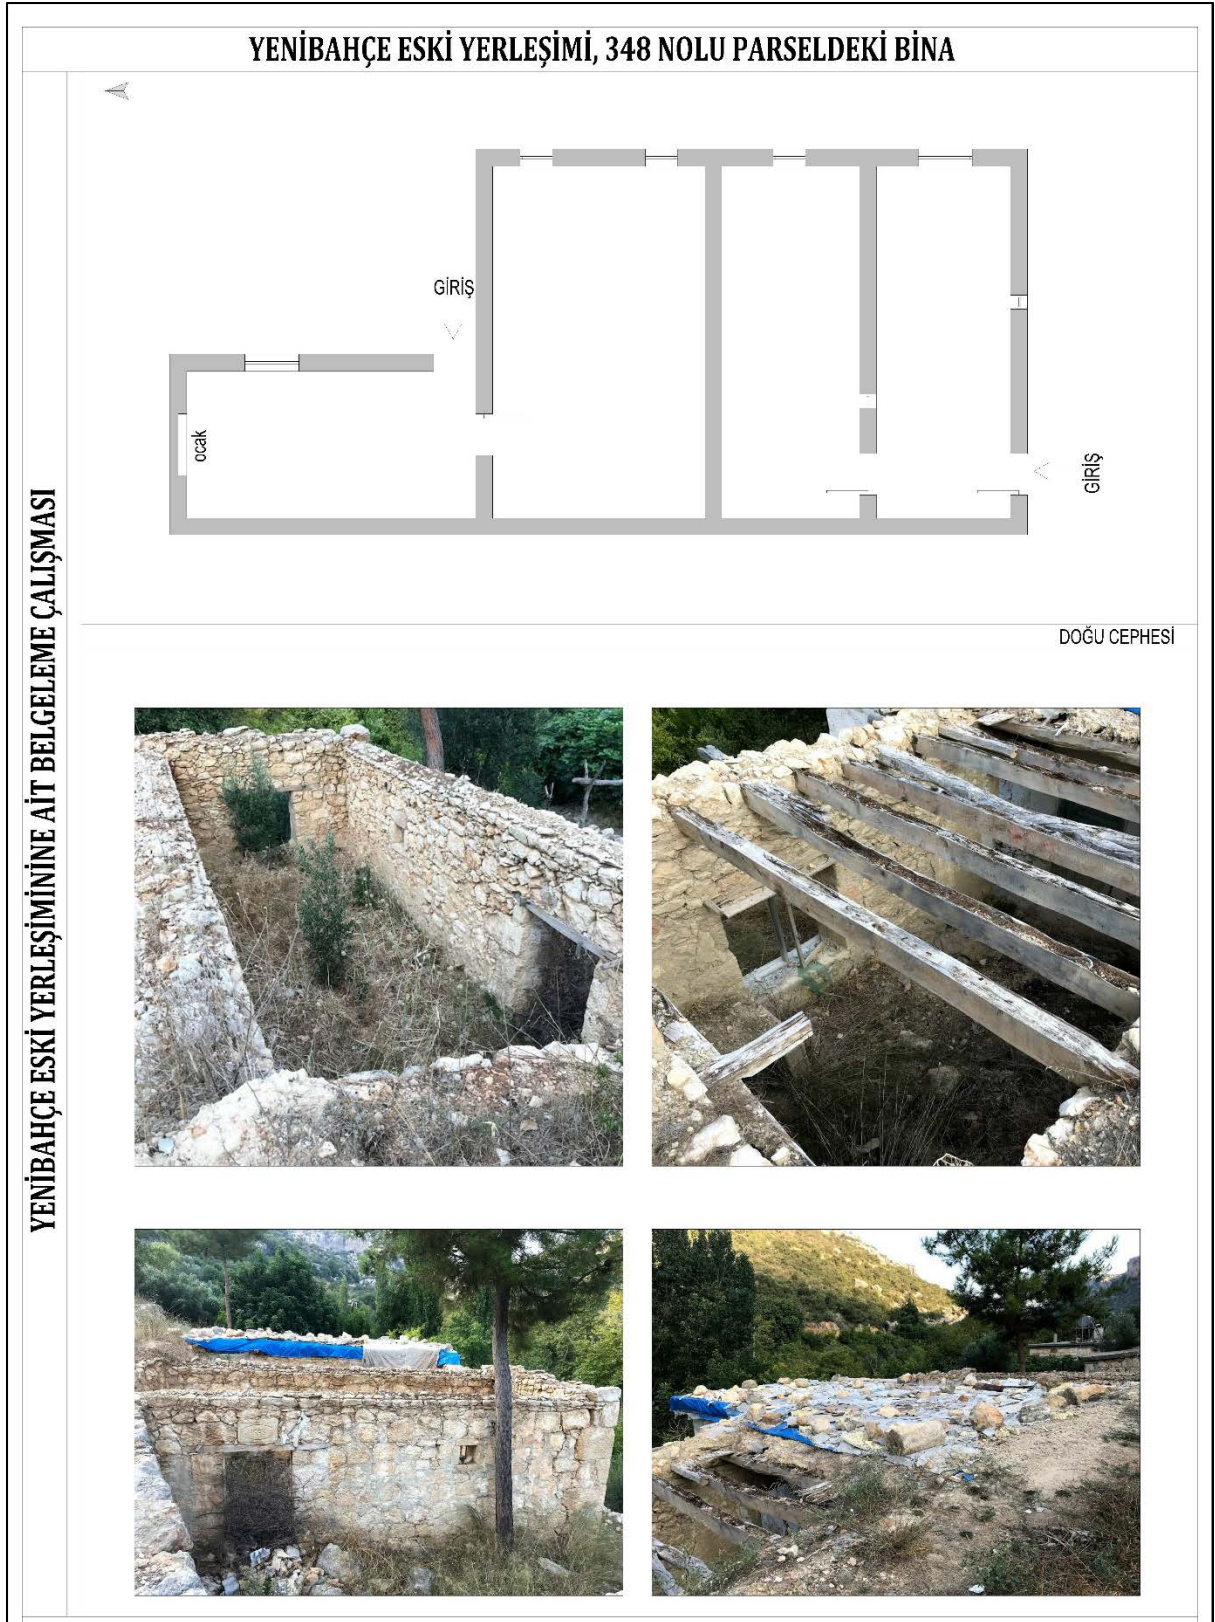 YENİBAHÇE ESKİ YERLEŞİMİ, 348 NOLU PARSELDEKİ BİNA
YENİBAHÇE ESKİ YERLEŞİMİNİNE AİT BELGELEME ÇALIŞMASI
GİRİŞ
ocak
GİRİŞ
DOĞU CEPHESİ